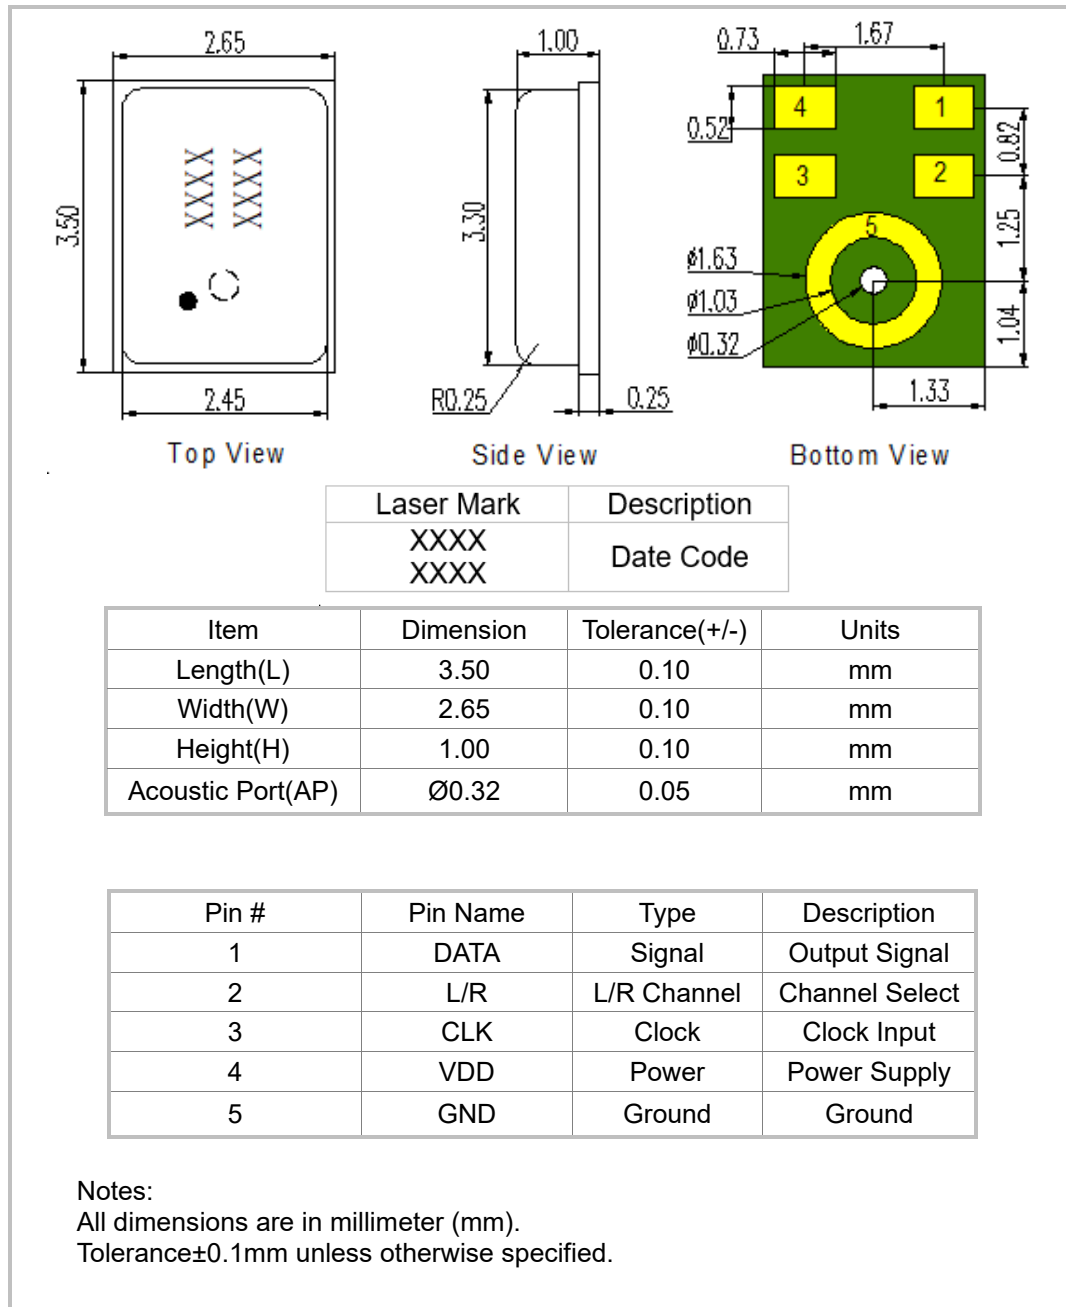 2.65
1.00
0.73
1.67
3.50
XXXX XXXX
2.45
3.30
R0.25
0.25
4
1
0.52
0.82
3
2
5
1.25
ø1.63
ø1.03
ø0.32
1.04
1.33
Top View
Side View
Bottom View
Laser Mark Description
XXXX
XXXX
Date Code
Item Dimension Tolerance(+/-) Units
Length(L) 3.50 0.10 mm
Width(W) 2.65 0.10 mm
Height(H) 1.00 0.10 mm
Acoustic Port(AP) Ø0.32 0.05 mm
Pin # Pin Name Type Description
1 DATA Signal Output Signal
2 L/R L/R Channel Channel Select
3 CLK Clock Clock Input
4 VDD Power Power Supply
5 GND Ground Ground
Notes:
All dimensions are in millimeter (mm).
Tolerance±0.1mm unless otherwise specified.